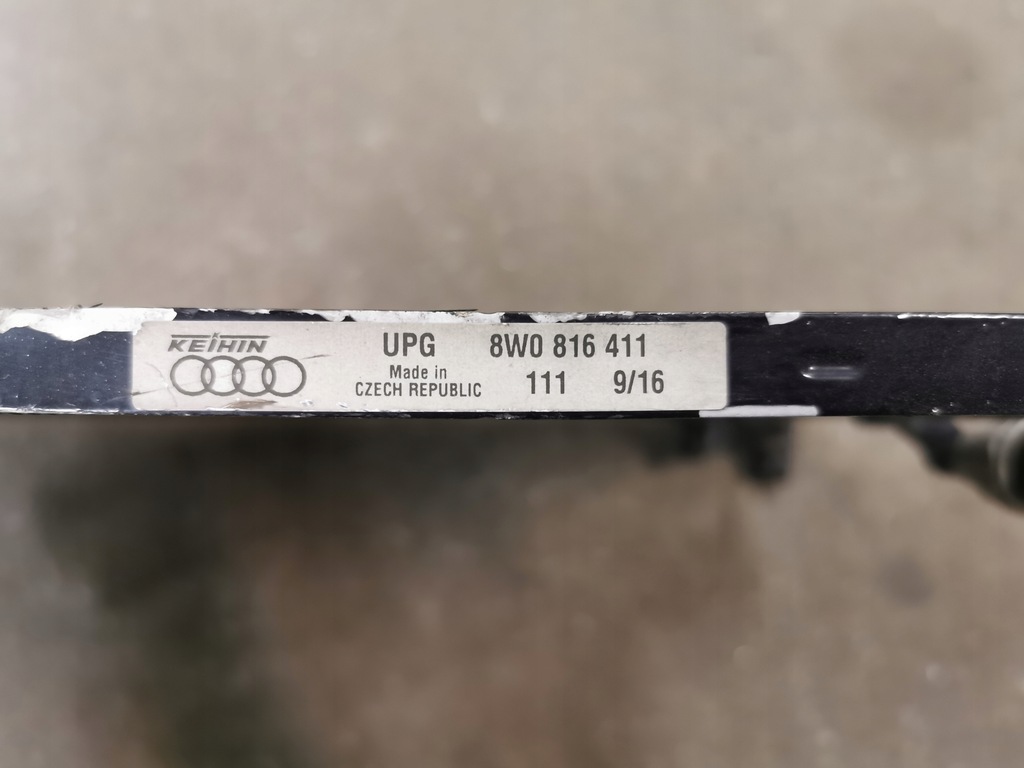 KEIHIN UPG 8W0 816 411
Made in 111 9/16
CZECH REPUBLIC